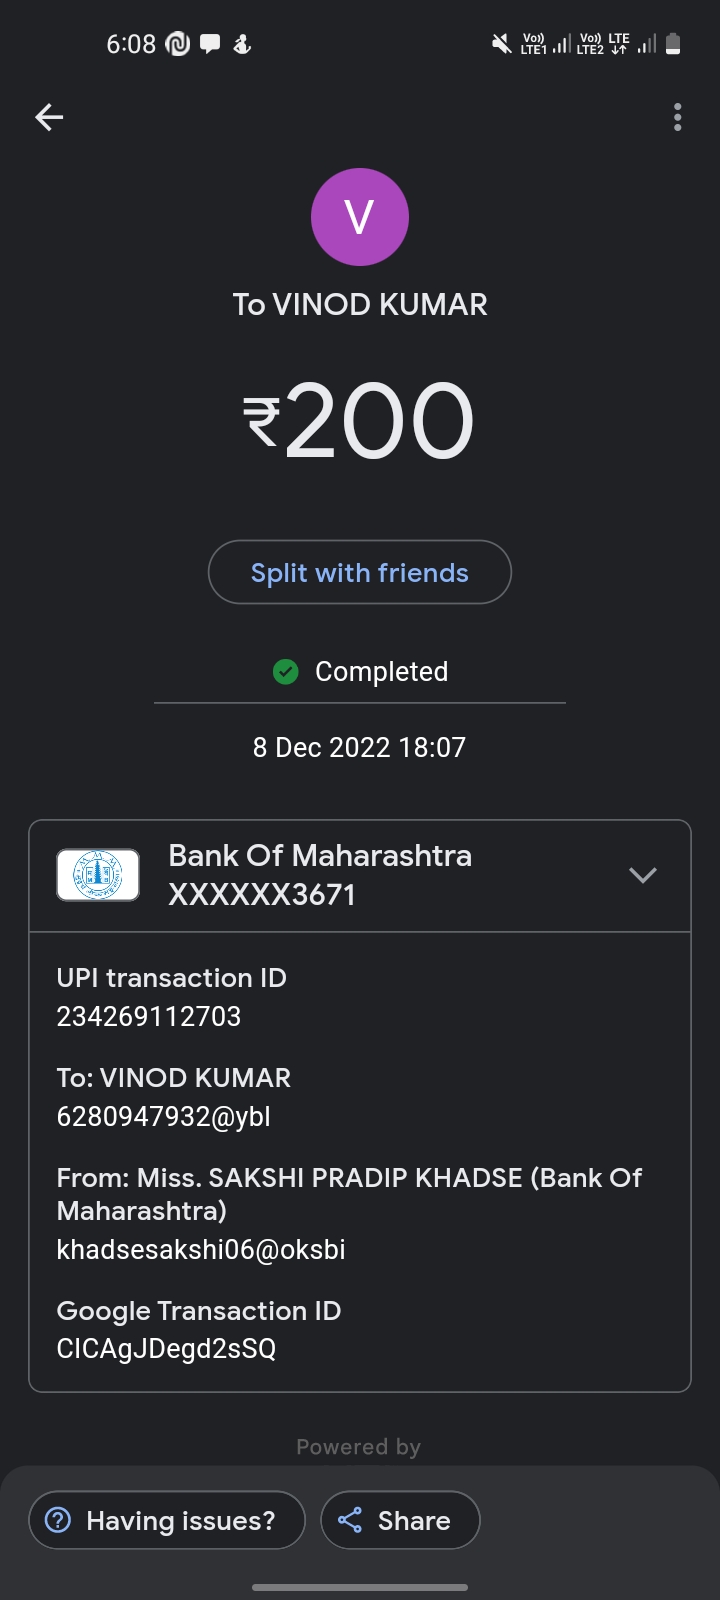 6:08
Vo) LTE1 Vo) LTE2 LTE
V
To VINOD KUMAR
₹200
Split with friends
Completed
8 Dec 2022 18:07
Bank Of Maharashtra
XXXXXX3671
UPI transaction ID
234269112703
To: VINOD KUMAR
6280947932@ybl
From: Miss. SAKSHI PRADIP KHADSE (Bank Of
Maharashtra)
khadsesakshi06@oksbi
Google Transaction ID
CICAgJDegd2sSQ
Powered by
Having issues?
Share